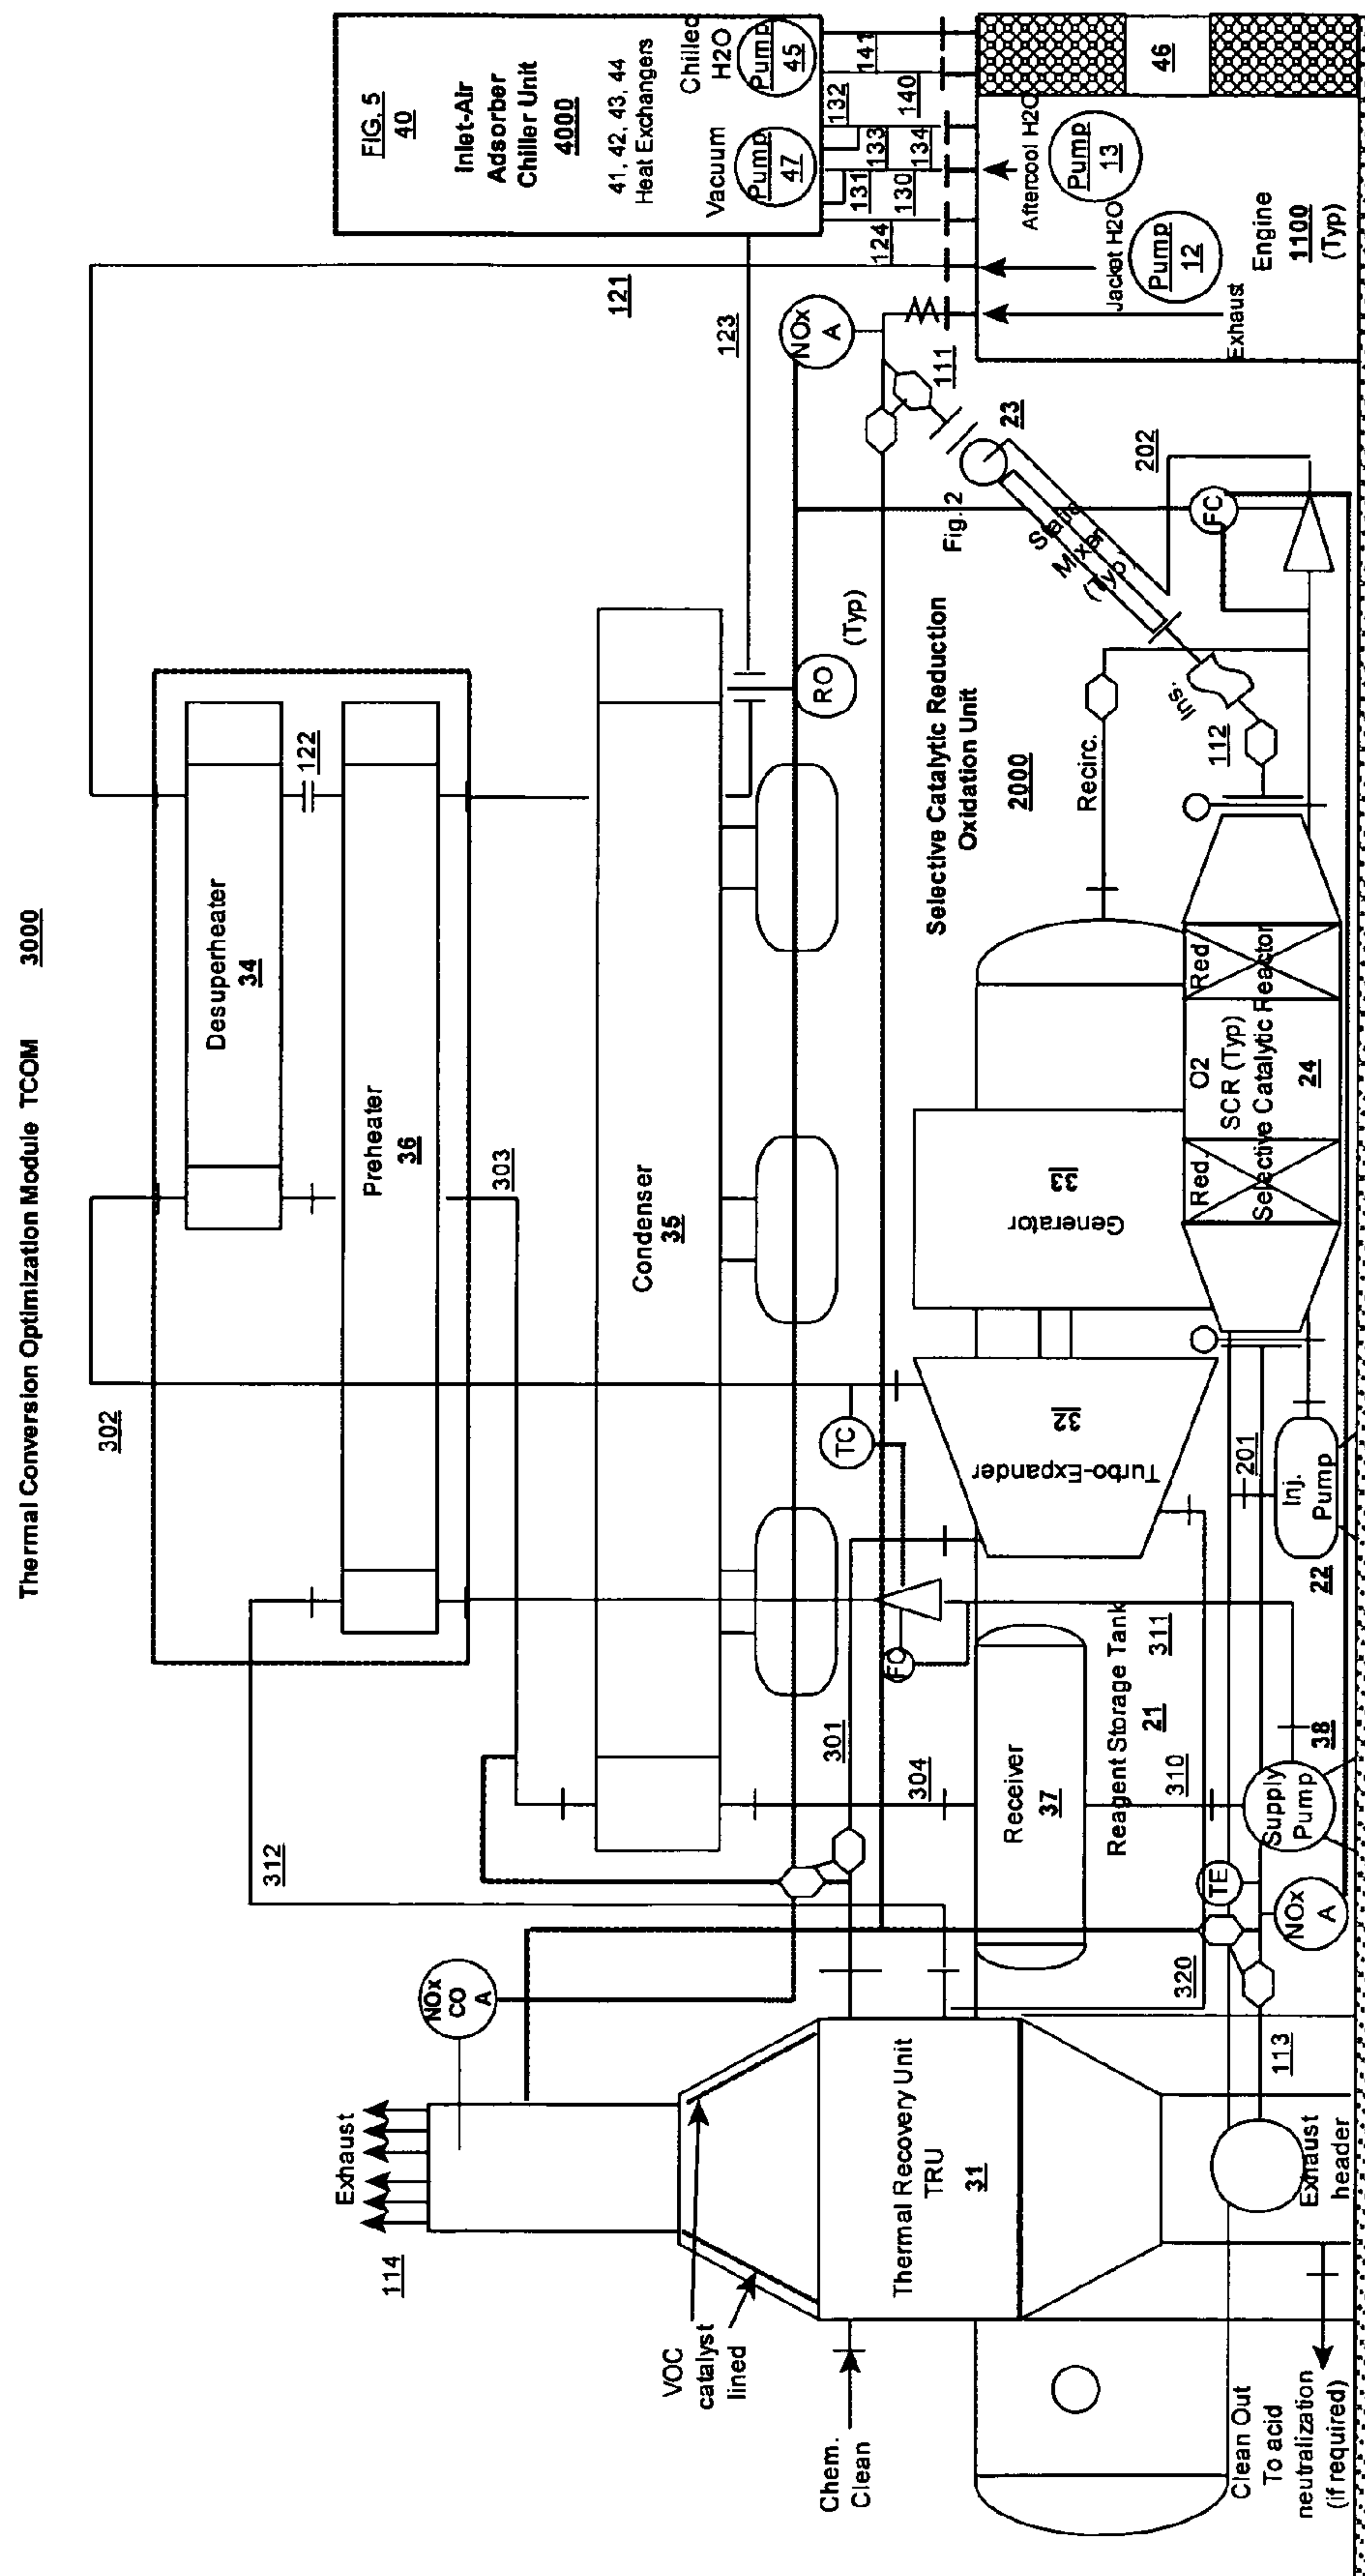 Thermal Conversion Optimization Module TCOM 3000
302
312
Desuperheater
34
122
Preheater
36
303
121
FIG. 5
40
Inlet-Air
Adsorber
Chiller Unit
4000
41, 42, 43, 44
Heat Exchangers
Vacuum
Pump
47
Chilled
H2O
Pump
45
123
124
131
130
133
134
132
140
141
Condenser
35
RO
(Typ)
NOx
A
111
114
Exhaust
NOx
CO
A
VOC
catalyst
lined
Chem.
Clean
Thermal Recovery Unit
TRU
31
301
304
FC
TC
Receiver
37
Reagent Storage Tank
21
310
311
320
Turbo-Expander
32
Generator
33
Selective Catalytic Reduction
Oxidation Unit
2000
Recirc.
Fig. 2
23
Static
Mixer
(Typ)
202
FC
Ins.
112
Aftercool H2O
Pump
13
Jacket H2O
Pump
12
Exhaust
Engine
1100
(Typ)
46
Red.
O2
Red
SCR (Typ)
Selective Catalytic Reactor
24
201
Inj.
Pump
22
38
Supply
Pump
TE
NOx
A
113
Exhaust
header
Clean Out
To acid
neutralization
(if required)